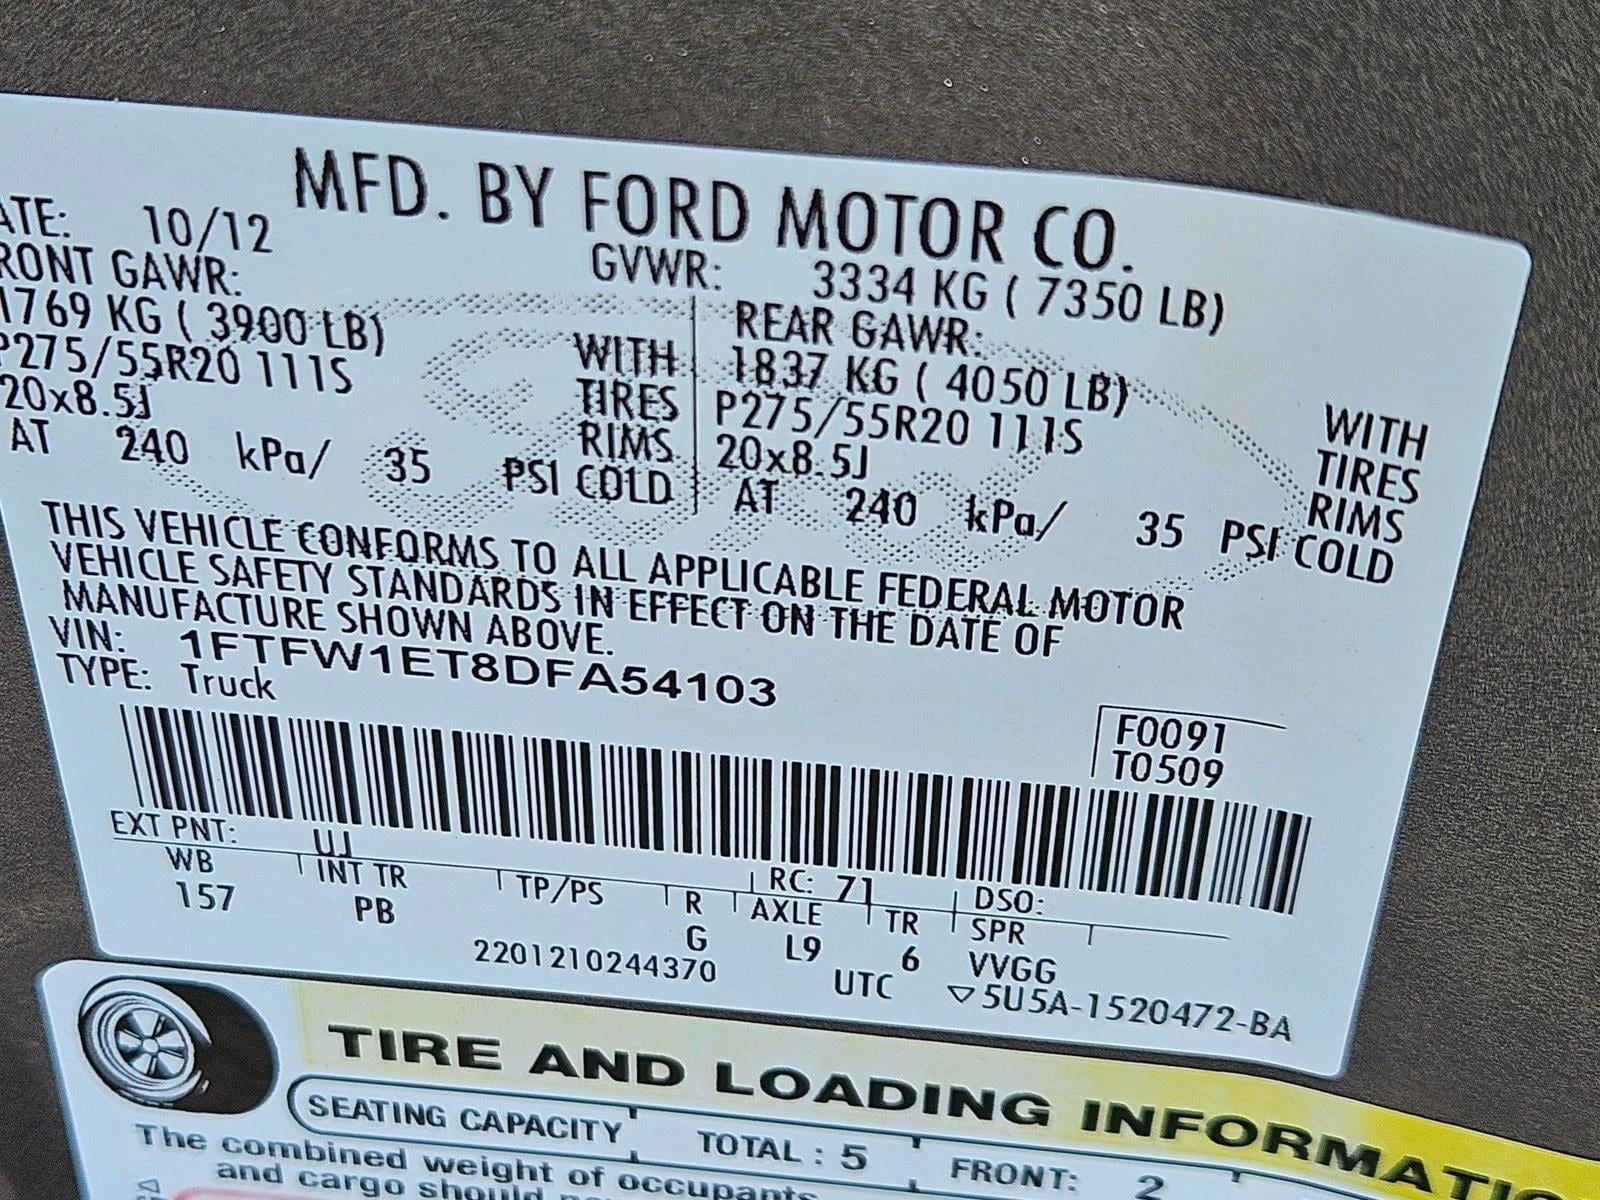 MFD. BY FORD MOTOR CO.
ATE: 10/12 GVWR: 3334 KG ( 7350 LB)
RONT GAWR: REAR GAWR:
1769 KG ( 3900 LB) WITH 1837 KG ( 4050 LB) WITH
P275/55R20 111S TIRES P275/55R20 111S TIRES
20x8.5J RIMS 20x8.5J RIMS
AT 240 kPa/ 35 PSI COLD AT 240 kPa/ 35 PSI COLD
THIS VEHICLE CONFORMS TO ALL APPLICABLE FEDERAL MOTOR
VEHICLE SAFETY STANDARDS IN EFFECT ON THE DATE OF
MANUFACTURE SHOWN ABOVE.
VIN: 1FTFW1ET8DFA54103
TYPE: Truck
F0091
T0509
EXT PNT: UJ RC: 71 DSO:
WB INT TR TP/PS R AXLE TR SPR
157 PB G L9 6 VVGG
2201210244370 UTC ▽5U5A-1520472-BA
TIRE AND LOADING INFORMATIO
SEATING CAPACITY TOTAL : 5 FRONT: 2
The combined weight of occupants
and cargo should